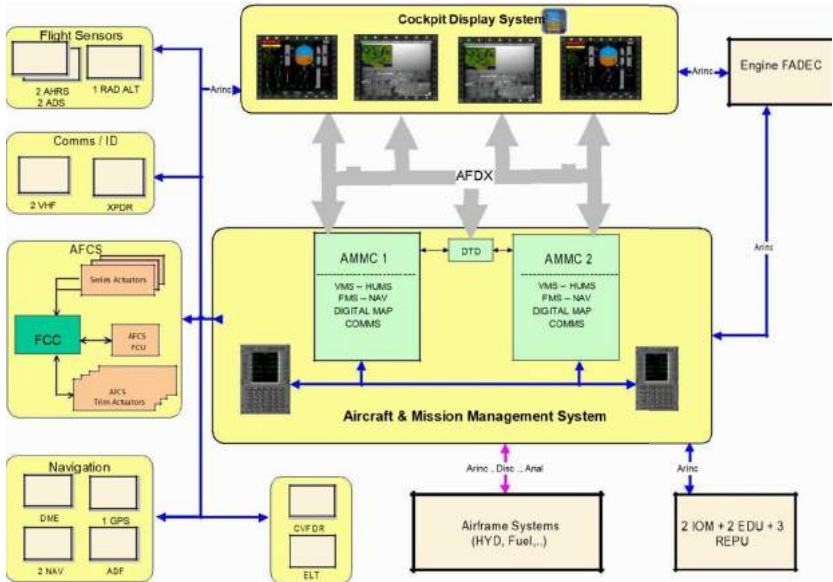 Flight Sensors
2 AHRS
2 ADS
1 RAD ALT
Cockpit Display System
Arinc
Arinc
Engine FADEC
Comms / ID
2 VHF
XPDR
AFDX
AFCS
Series Actuators
FCC
AFCS
FCU
AFCS
Trim Actuators
AMMC 1
VMS – HUMS
FMS – NAV
DIGITAL MAP
COMMS
DTD
AMMC 2
VMS – HUMS
FMS – NAV
DIGITAL MAP
COMMS
Arinc
Aircraft & Mission Management System
Navigation
DME
1 GPS
2 NAV
ADF
CVFDR
ELT
Arinc , Disc .. Anal
Arinc
Airframe Systems
(HYD, Fuel,..)
2 IOM + 2 EDU + 3
REPU